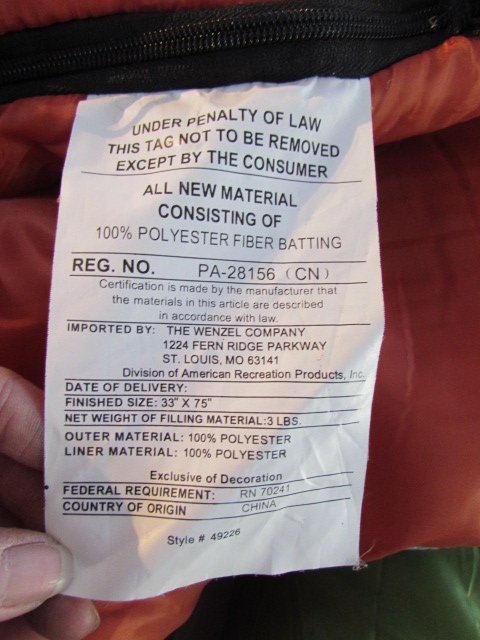 UNDER PENALTY OF LAW
THIS TAG NOT TO BE REMOVED
EXCEPT BY THE CONSUMER
ALL NEW MATERIAL
CONSISTING OF
100% POLYESTER FIBER BATTING
REG. NO. PA-28156 (CN)
Certification is made by the manufacturer that
the materials in this article are described
in accordance with law.
IMPORTED BY: THE WENZEL COMPANY
1224 FERN RIDGE PARKWAY
ST. LOUIS, MO 63141
Division of American Recreation Products, Inc.
DATE OF DELIVERY:
FINISHED SIZE: 33" X 75"
NET WEIGHT OF FILLING MATERIAL:3 LBS.
OUTER MATERIAL: 100% POLYESTER
LINER MATERIAL: 100% POLYESTER
Exclusive of Decoration
FEDERAL REQUIREMENT: RN 70241
COUNTRY OF ORIGIN CHINA
Style # 49226